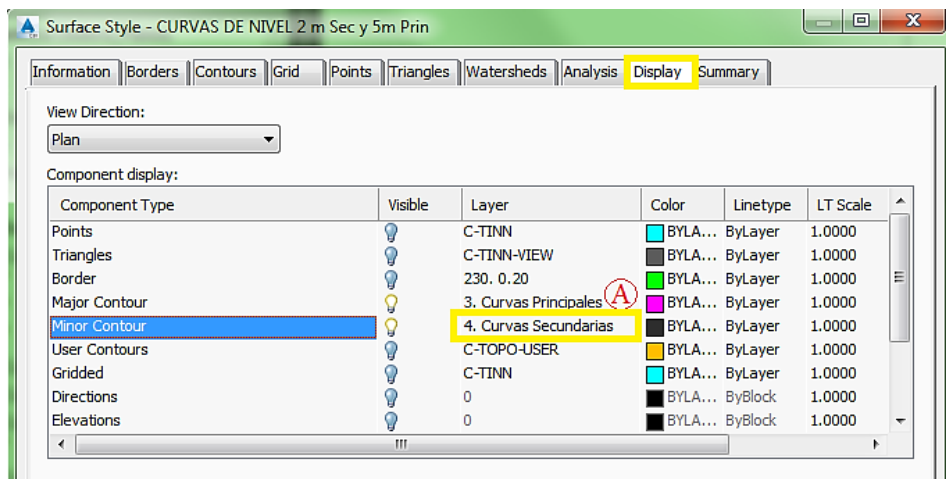 Surface Style - CURVAS DE NIVEL 2 m Sec y 5m Prin
Information Borders Contours Grid Points Triangles Watersheds Analysis Display Summary
View Direction:
Plan
Component display:
Component Type Visible Layer Color Linetype LT Scale
Points C-TINN BYLA... ByLayer 1.0000
Triangles C-TINN-VIEW BYLA... ByLayer 1.0000
Border 230. 0.20 BYLA... ByLayer 1.0000
Major Contour 3. Curvas Principales A BYLA... ByLayer 1.0000
Minor Contour 4. Curvas Secundarias BYLA... ByLayer 1.0000
User Contours C-TOPO-USER BYLA... ByLayer 1.0000
Gridded C-TINN BYLA... ByLayer 1.0000
Directions 0 BYLA... ByBlock 1.0000
Elevations 0 BYLA... ByBlock 1.0000